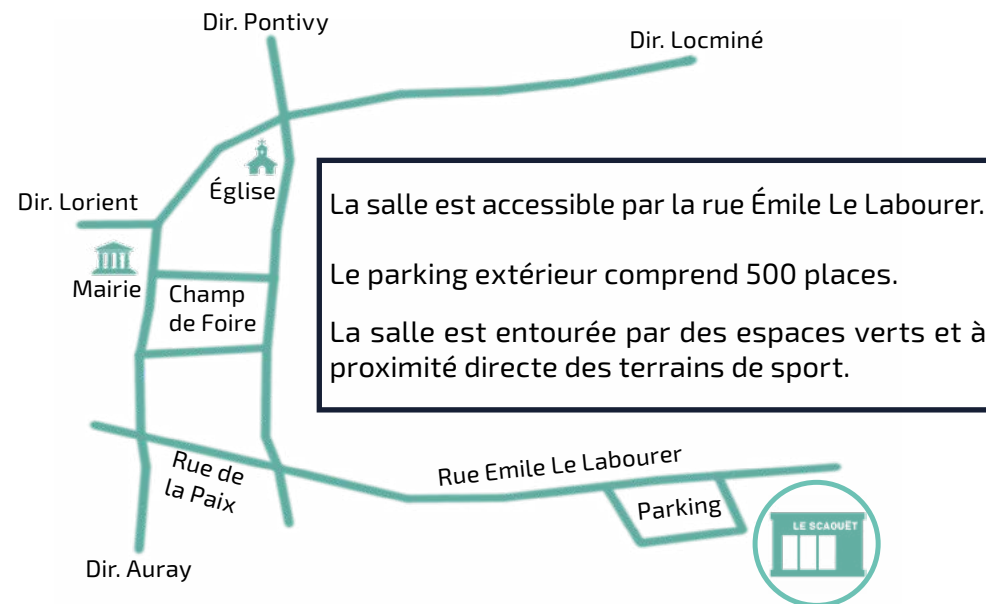 Dir. Pontivy
Dir. Locminé
Église
Dir. Lorient
Mairie
Champ
de Foire
La salle est accessible par la rue Émile Le Labourer.
Le parking extérieur comprend 500 places.
La salle est entourée par des espaces verts et à
proximité directe des terrains de sport.
Rue de
la Paix
Rue Emile Le Labourer
Parking
LE SCAOUËT
Dir. Auray